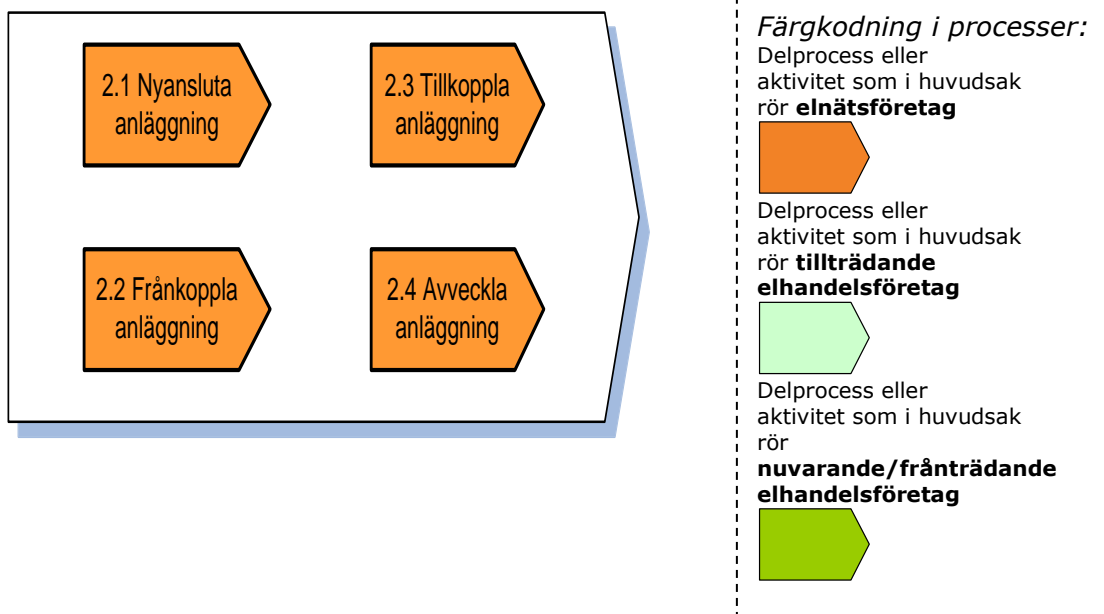 2.1 Nyansluta
anläggning
2.3 Tillkoppla
anläggning
2.2 Frånkoppla
anläggning
2.4 Avveckla
anläggning
Färgkodning i processer:
Delprocess eller
aktivitet som i huvudsak
rör elnätsföretag
Delprocess eller
aktivitet som i huvudsak
rör tillträdande
elhandelsföretag
Delprocess eller
aktivitet som i huvudsak
rör
nuvarande/frånträdande
elhandelsföretag